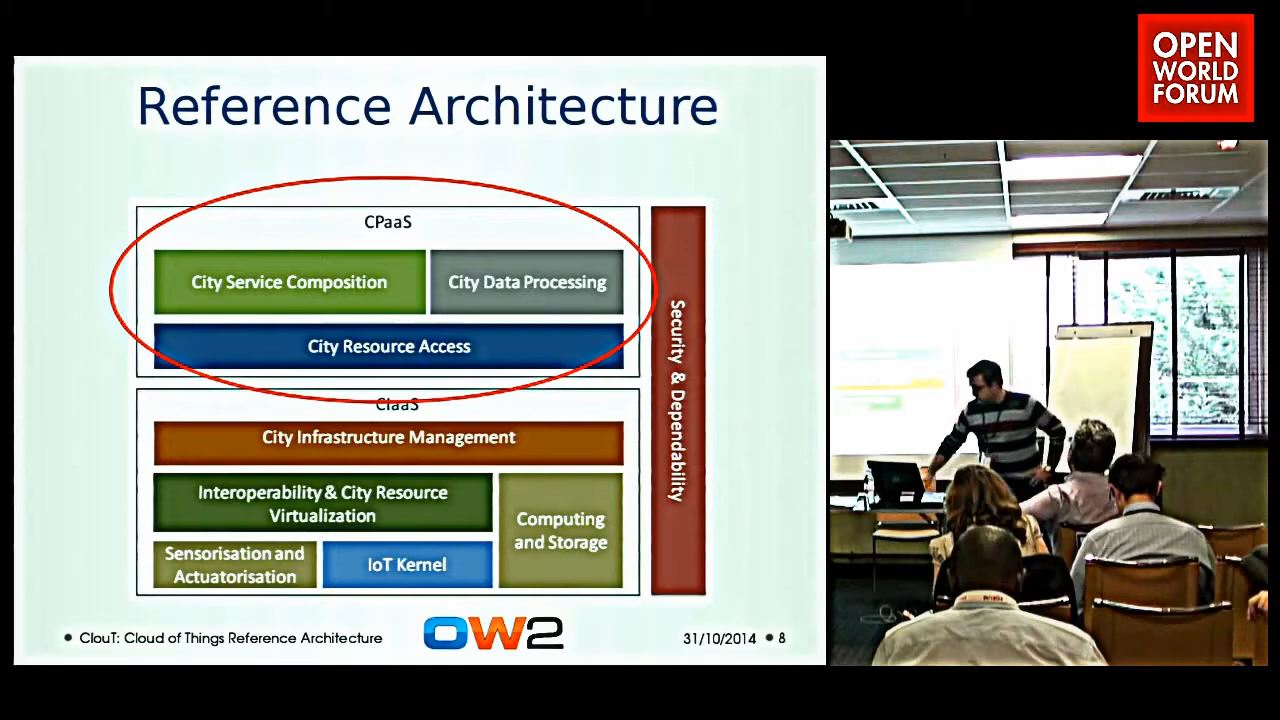 OPEN
WORLD
FORUM
Reference Architecture
CPaaS
City Service Composition
City Data Processing
City Resource Access
CIaaS
City Infrastructure Management
Interoperability & City Resource
Virtualization
Computing
and Storage
Sensorisation and
Actuatorisation
IoT Kernel
Security & Dependability
ClouT: Cloud of Things Reference Architecture
OW2
31/10/2014
8